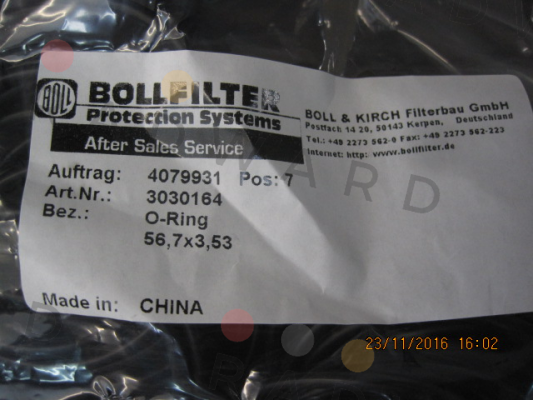 BOLL
BOLLFILTER
Protection Systems
After Sales Service
BOLL & KIRCH Filterbau GmbH
Postfach 14 20, 50143 Kerpen, Deutschland
Tel.: +49 2273 562-0 Fax: +49 2273 562-223
Internet: http: www.bollfilter.de
Auftrag: 4079931 Pos: 7
Art.Nr.: 3030164
Bez.: O-Ring
56,7x3,53
Made in: CHINA
23/11/2016 16:02